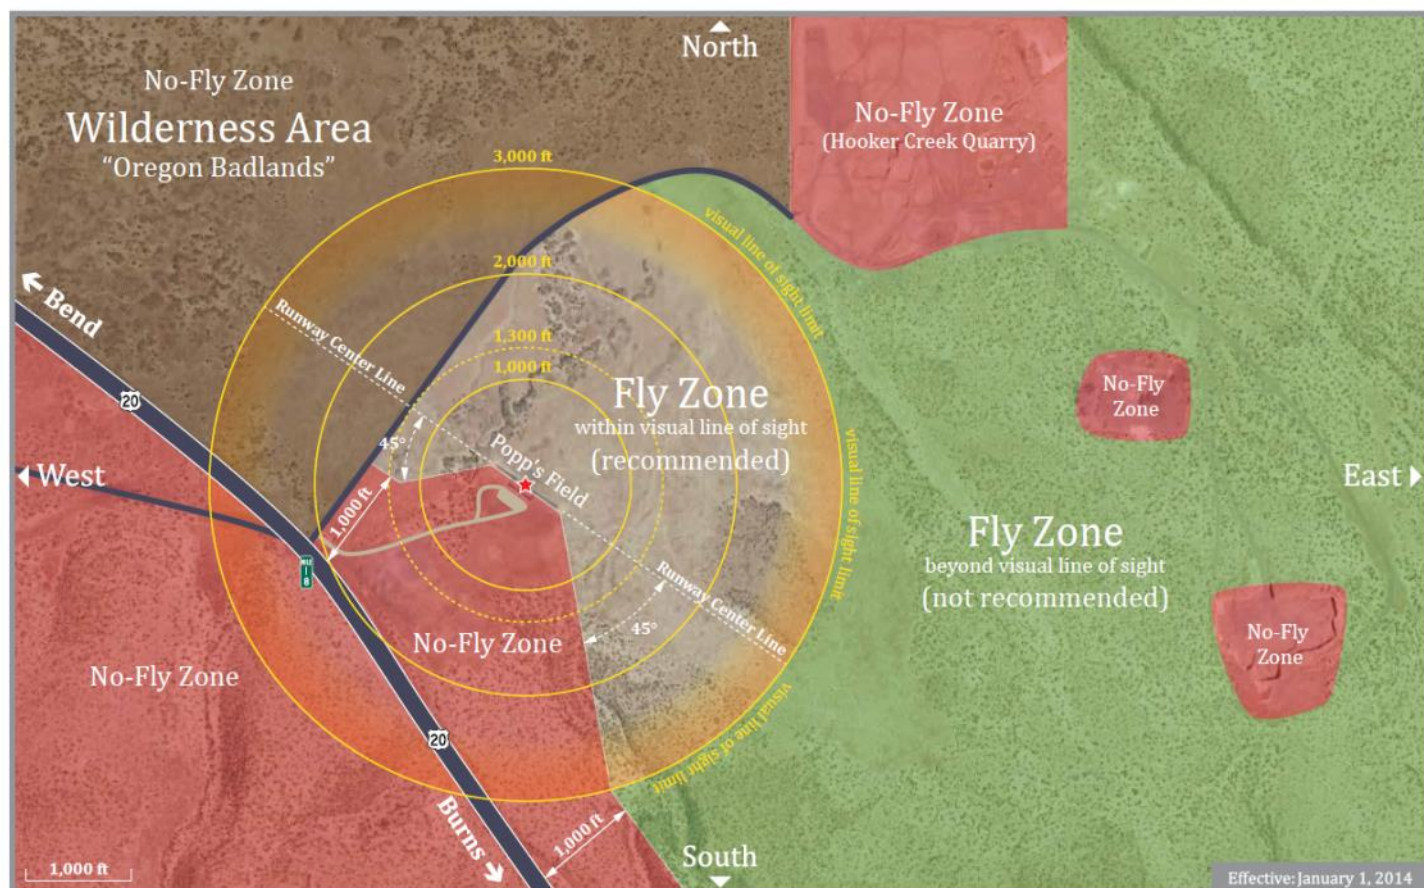 North
No-Fly Zone
Wilderness Area
“Oregon Badlands”
No-Fly Zone
(Hooker Creek Quarry)
3,000 ft
visual line of sight limit
2,000 ft
Bend
Runway Center Line
1,300 ft
1,000 ft
Fly Zone
within visual line of sight
(recommended)
No-Fly
Zone
20
45°
Popp's Field
visual line of sight limit
West
East
1,000 ft
Fly Zone
beyond visual line of sight
(not recommended)
MILE
8
Runway Center Line
45°
No-Fly Zone
No-Fly Zone
No-Fly
Zone
visual line of sight limit
20
Burns
1,000 ft
South
1,000 ft
Effective: January 1, 2014